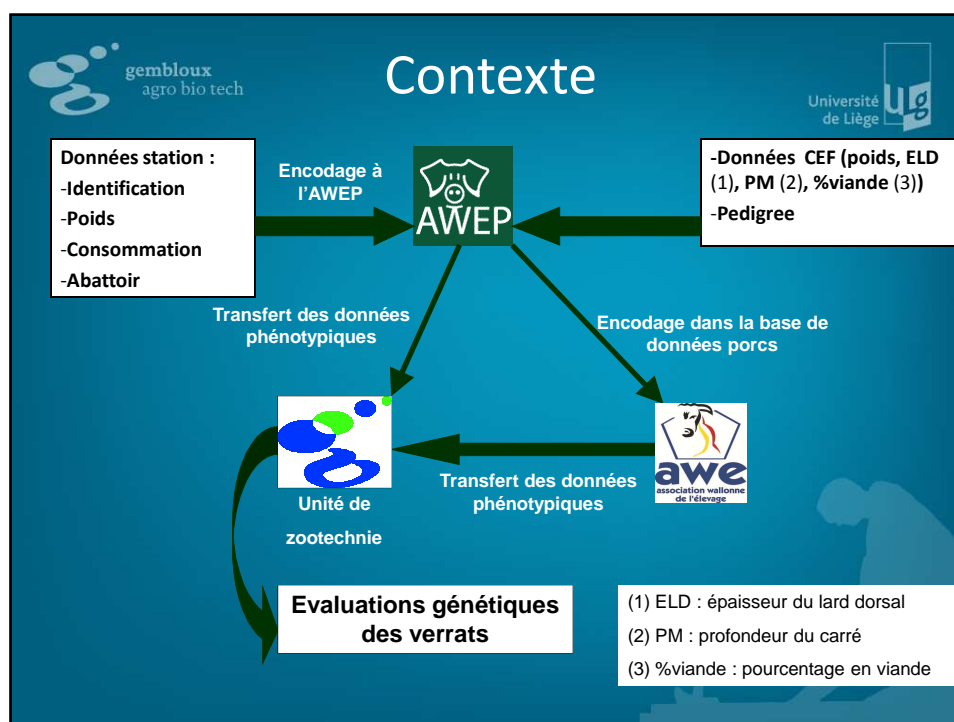 gembloux
agro bio tech
Contexte
Université
de Liège
Ug
Données station :
-Identification
-Poids
-Consommation
-Abattoir
Encodage à
l'AWEP
AWEP
-Données CEF (poids, ELD
(1), PM (2), %viande (3))
-Pedigree
Transfert des données
phénotypiques
Encodage dans la base de
données porcs
Unité de
zootechnie
Transfert des données
phénotypiques
awe
association wallonne
de l'élevage
Evaluations génétiques
des verrats
(1) ELD : épaisseur du lard dorsal
(2) PM : profondeur du carré
(3) %viande : pourcentage en viande